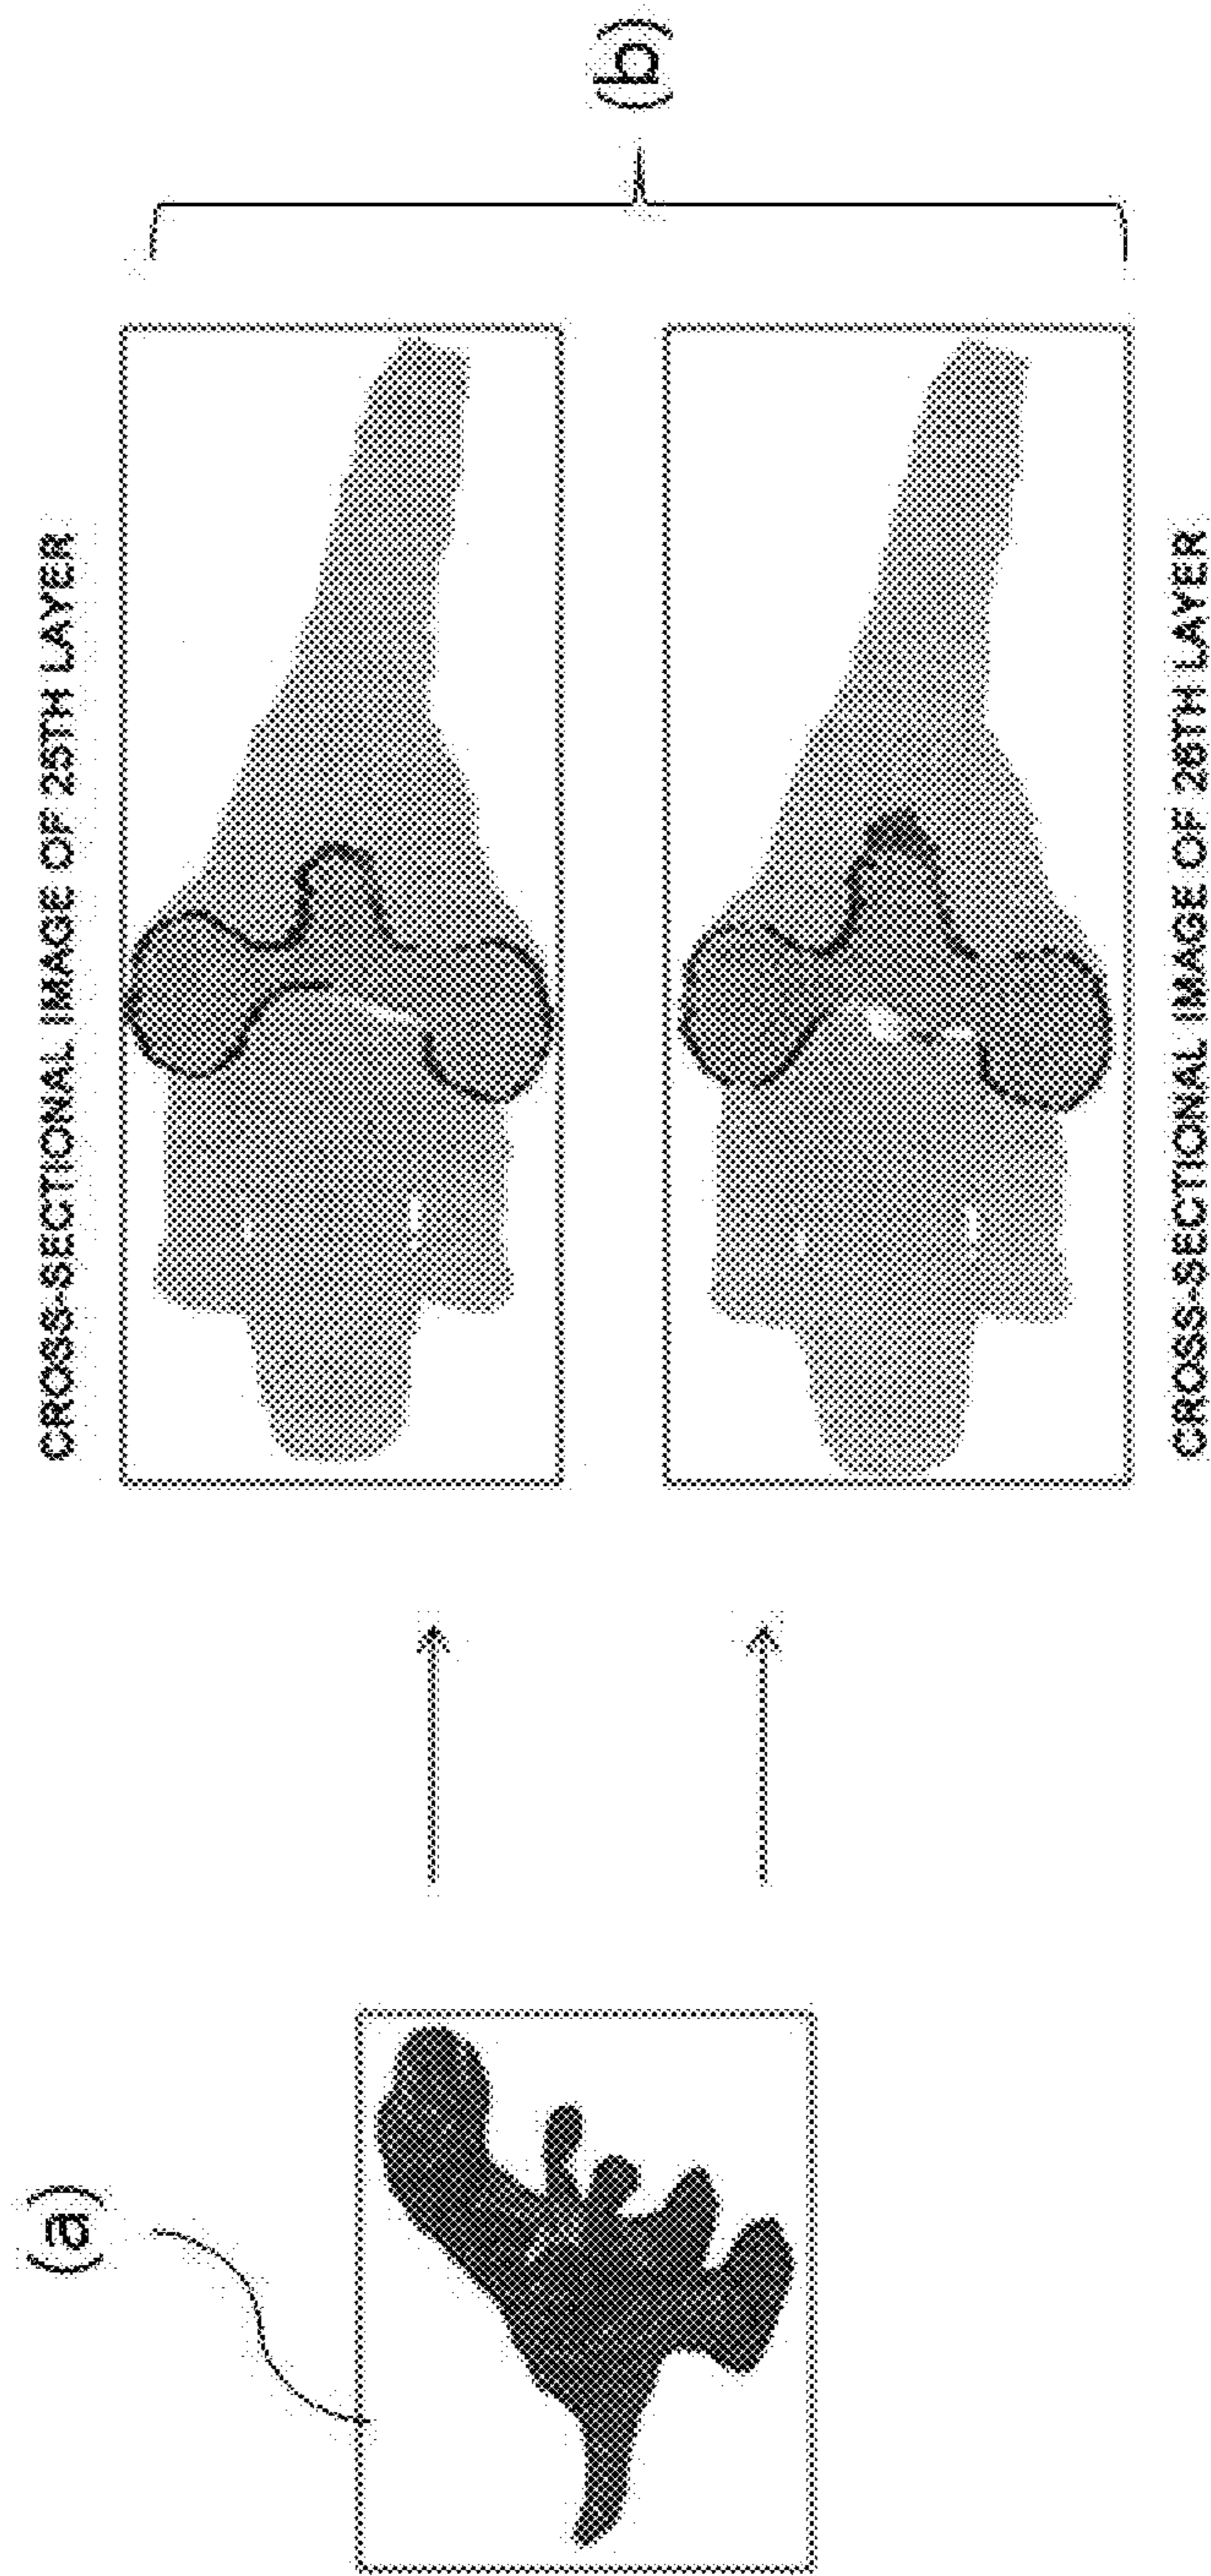 (a)
CROSS-SECTIONAL IMAGE OF 25TH LAYER
(b)
CROSS-SECTIONAL IMAGE OF 26TH LAYER